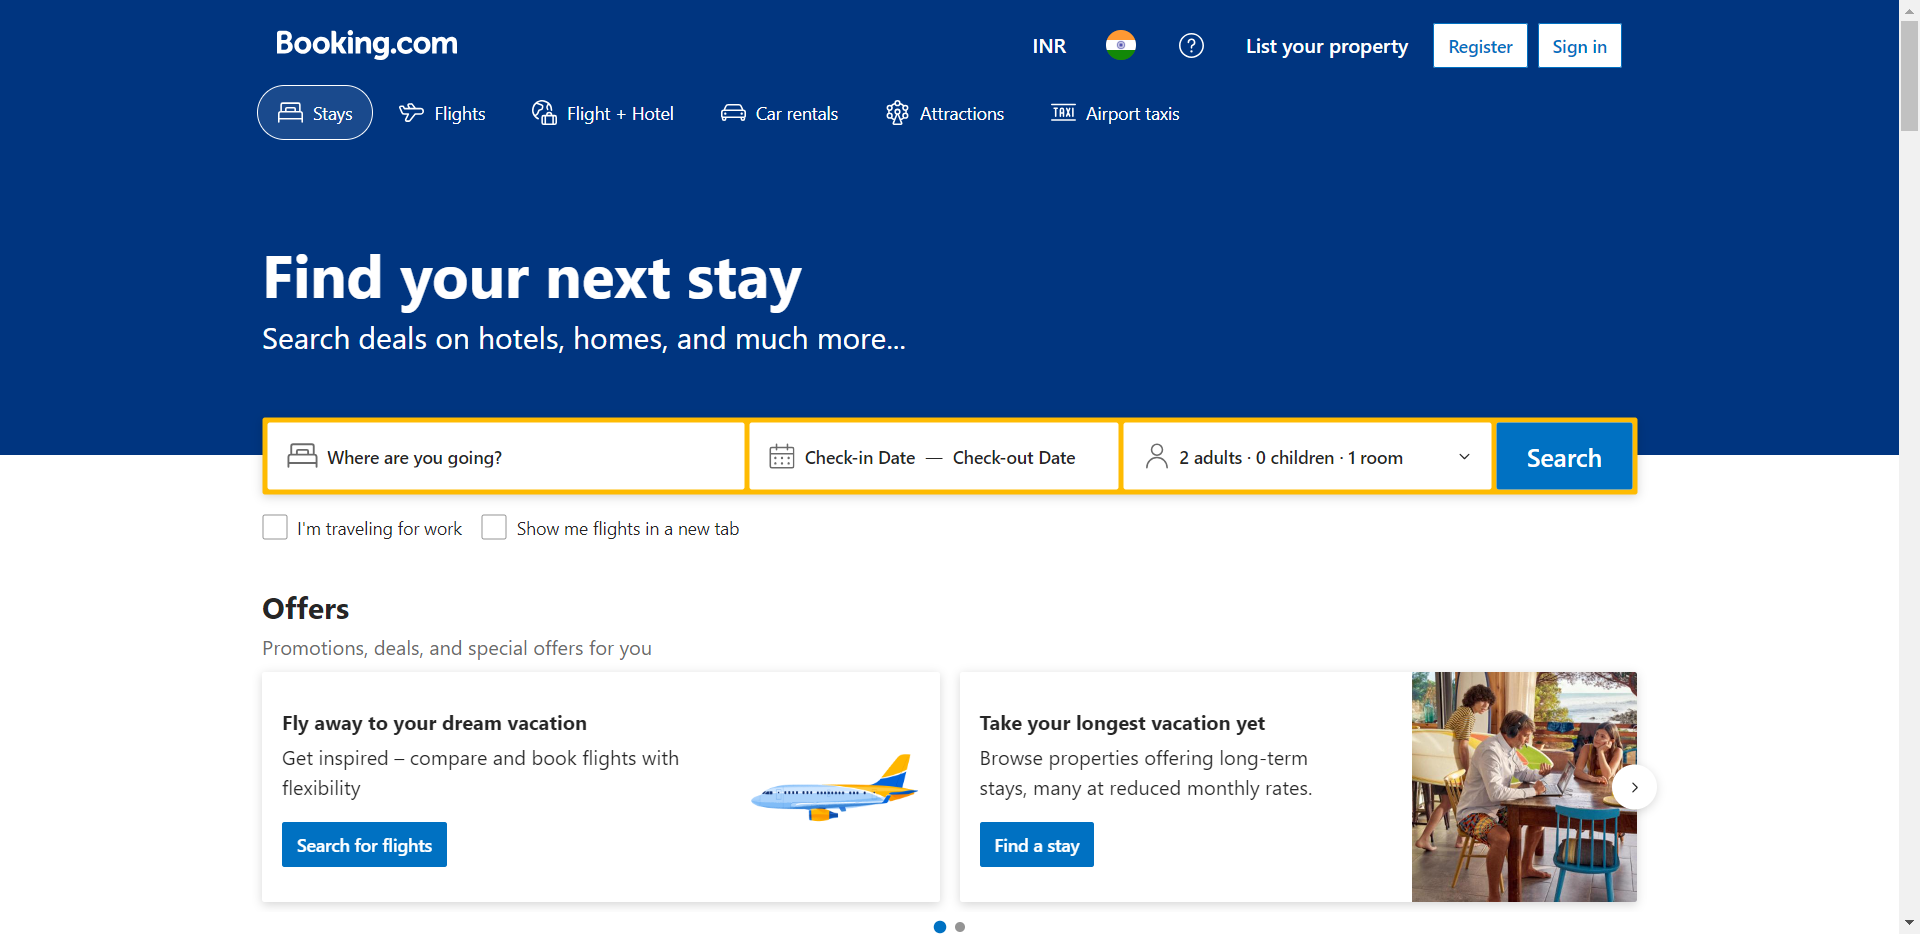 Booking.com
INR
List your property
Register
Sign in
Stays
Flights
Flight + Hotel
Car rentals
TAXI
Attractions
Airport taxis
Find your next stay
Search deals on hotels, homes, and much more...
Where are you going?
Check-in Date — Check-out Date
2 adults · 0 children · 1 room
Search
I'm traveling for work
Show me flights in a new tab
Offers
Promotions, deals, and special offers for you
Fly away to your dream vacation
Get inspired – compare and book flights with
flexibility
Search for flights
Take your longest vacation yet
Browse properties offering long-term
stays, many at reduced monthly rates.
Find a stay